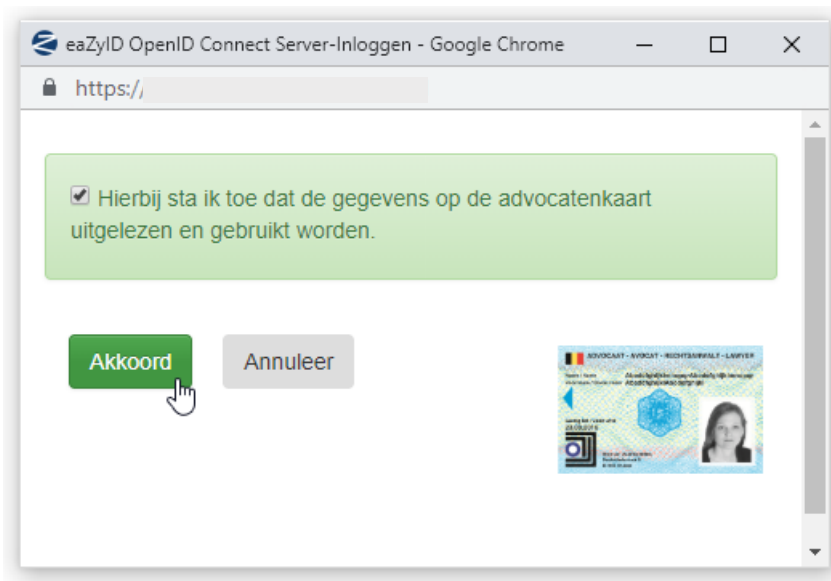 eaZyID OpenID Connect Server-Inloggen - Google Chrome
https://
Hierbij sta ik toe dat de gegevens op de advocatenkaart
uitgelezen en gebruikt worden.
Akkoord
Annuleer
ADVOCAAT - AVOCAT - RECHTSANWALT - LAWYER